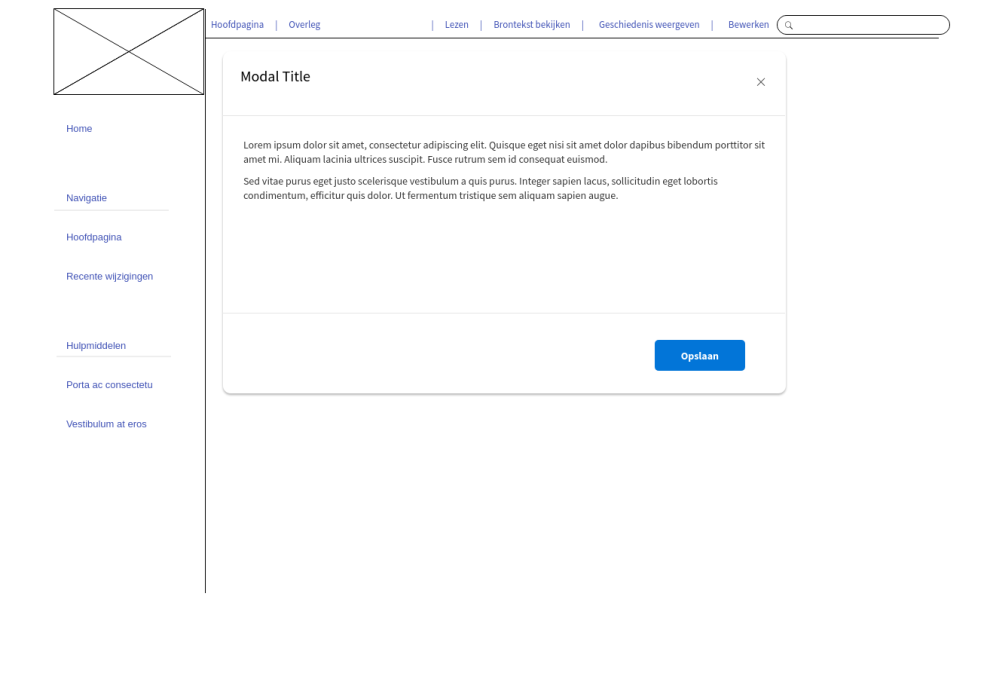 Hoofdpagina | Overleg | Lezen | Brontekst bekijken | Geschiedenis weergeven | Bewerken
Home
Navigatie
Hoofdpagina
Recente wijzigingen
Hulpmiddelen
Porta ac consectetu
Vestibulum at eros
Modal Title
Lorem ipsum dolor sit amet, consectetur adipiscing elit. Quisque eget nisi sit amet dolor dapibus bibendum porttitor sit
amet mi. Aliquam lacinia ultrices suscipit. Fusce rutrum sem id consequat euismod.
Sed vitae purus eget justo scelerisque vestibulum a quis purus. Integer sapien lacus, sollicitudin eget lobortis
condimentum, efficitur quis dolor. Ut fermentum tristique sem aliquam sapien augue.
Opslaan